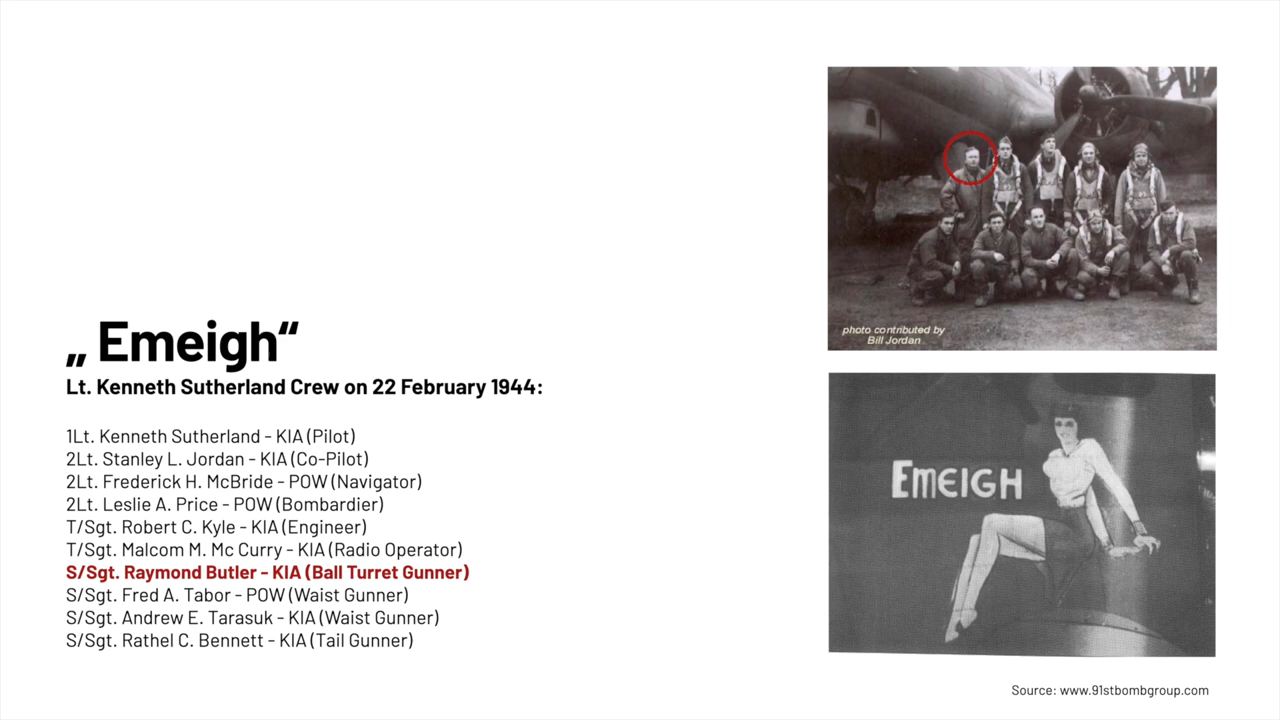 „ Emeigh“
Lt. Kenneth Sutherland Crew on 22 February 1944:
1Lt. Kenneth Sutherland - KIA (Pilot)
2Lt. Stanley L. Jordan - KIA (Co-Pilot)
2Lt. Frederick H. McBride - POW (Navigator)
2Lt. Leslie A. Price - POW (Bombardier)
T/Sgt. Robert C. Kyle - KIA (Engineer)
T/Sgt. Malcom M. Mc Curry - KIA (Radio Operator)
S/Sgt. Raymond Butler - KIA (Ball Turret Gunner)
S/Sgt. Fred A. Tabor - POW (Waist Gunner)
S/Sgt. Andrew E. Tarasuk - KIA (Waist Gunner)
S/Sgt. Rathel C. Bennett - KIA (Tail Gunner)
photo contributed by
Bill Jordan
EMEIGH
Source: www.91stbombgroup.com